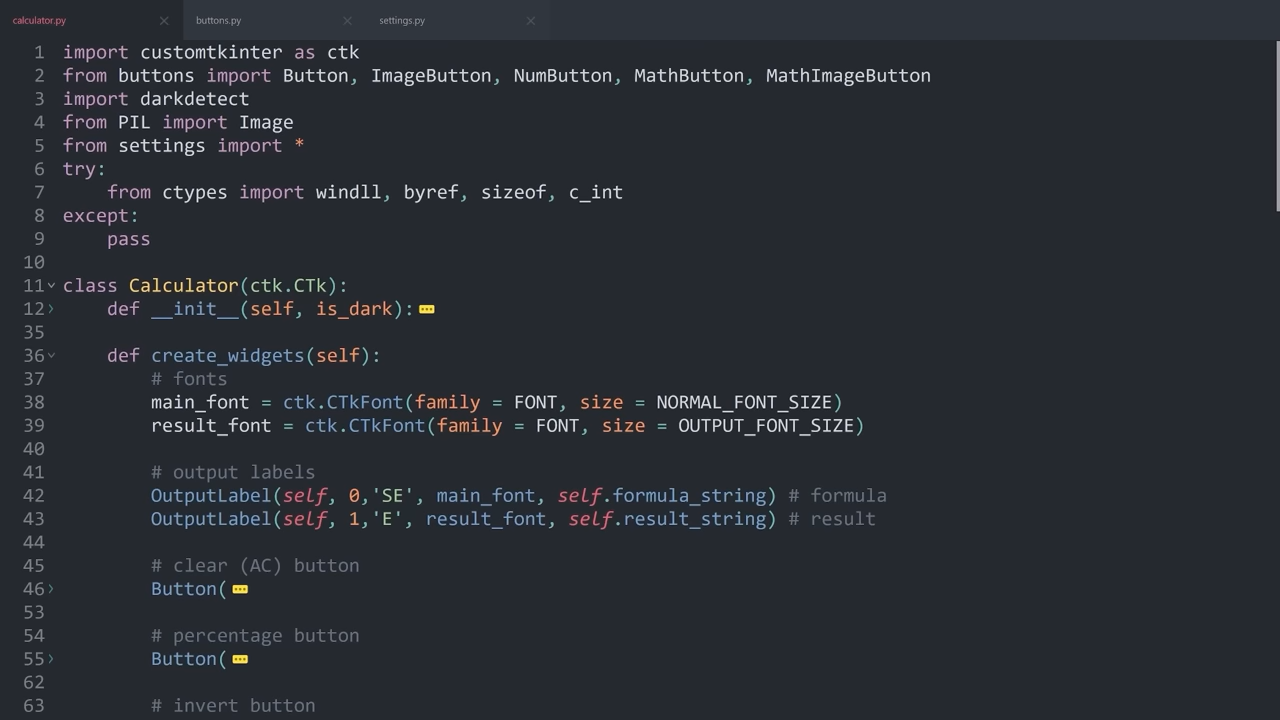 calculator.py buttons.py settings.py
1 import customtkinter as ctk
2 from buttons import Button, ImageButton, NumButton, MathButton, MathImageButton
3 import darkdetect
4 from PIL import Image
5 from settings import *
6 try:
7     from ctypes import windll, byref, sizeof, c_int
8 except:
9     pass
10
11 class Calculator(ctk.CTk):
12     def __init__(self, is_dark):
35
36     def create_widgets(self):
37         # fonts
38         main_font = ctk.CTkFont(family = FONT, size = NORMAL_FONT_SIZE)
39         result_font = ctk.CTkFont(family = FONT, size = OUTPUT_FONT_SIZE)
40
41         # output labels
42         OutputLabel(self, 0,'SE', main_font, self.formula_string) # formula
43         OutputLabel(self, 1,'E', result_font, self.result_string) # result
44
45         # clear (AC) button
46         Button(
53
54         # percentage button
55         Button(
62
63         # invert button